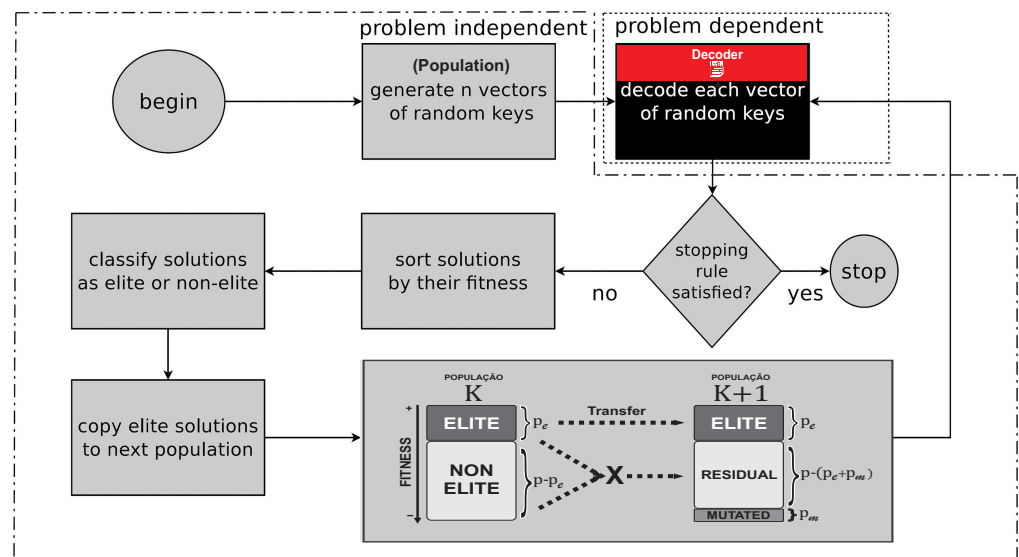 problem independent
problem dependent
begin
(Population)
generate n vectors
of random keys
Decoder
decode each vector
of random keys
classify solutions
as elite or non-elite
sort solutions
by their fitness
no
stopping
rule
satisfied?
yes
stop
copy elite solutions
to next population
POPULAÇÃO
K
POPULAÇÃO
K+1
+
FITNESS
−
ELITE
pₑ
Transfer
ELITE
pₑ
NON
ELITE
p-pₑ
X
RESIDUAL
p-(pₑ+pₘ)
MUTATED
pₘ